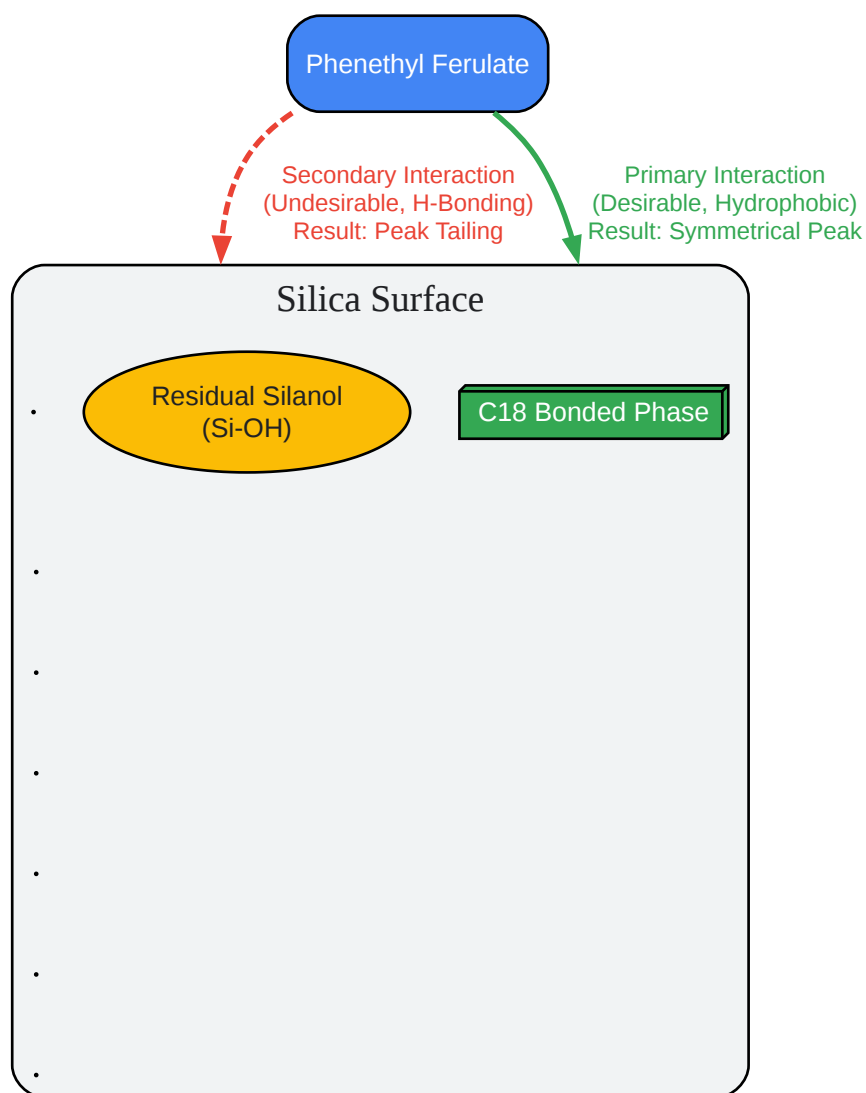 Phenethyl Ferulate
Secondary Interaction
(Undesirable, H-Bonding)
Result: Peak Tailing
Primary Interaction
(Desirable, Hydrophobic)
Result: Symmetrical Peak
Silica Surface
Residual Silanol
(Si-OH)
C18 Bonded Phase